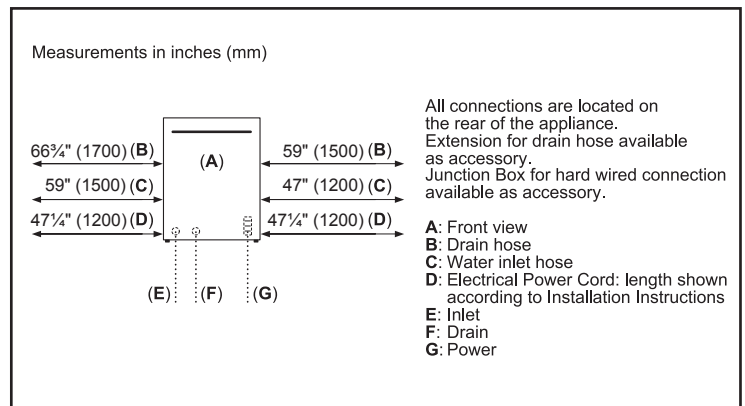 Measurements in inches (mm)
66¾" (1700) (B)
59" (1500) (C)
47¼" (1200) (D)
(A)
59" (1500) (B)
47" (1200) (C)
47¼" (1200) (D)
(E)
(F)
(G)
All connections are located on
the rear of the appliance.
Extension for drain hose available
as accessory.
Junction Box for hard wired connection
available as accessory.
A: Front view
B: Drain hose
C: Water inlet hose
D: Electrical Power Cord: length shown
according to Installation Instructions
E: Inlet
F: Drain
G: Power